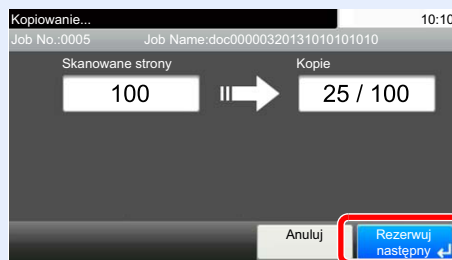 Kopiowanie... 10:10
Job No.:0005 Job Name:doc00000320131010101010
Skanowane strony Kopie
100 25 / 100
Anuluj Rezerwuj
następny